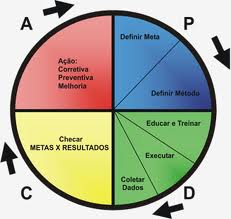 A
P
Ação:
Corretiva
Preventiva
Melhoria
Definir Meta
Definir Método
Educar e Treinar
Executar
Coletar
Dados
Checar
METAS X RESULTADOS
C
D